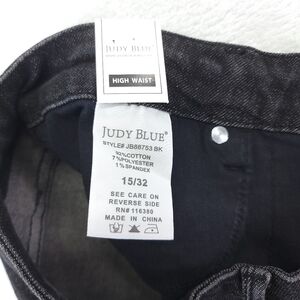 JUDY BLUE®
HIGH WAIST
JUDY BLUE®
STYLE# JB88753 BK
92%COTTON
7%POLYESTER
1%SPANDEX
15/32
SEE CARE ON
REVERSE SIDE
RN# 116380
MADE IN CHINA